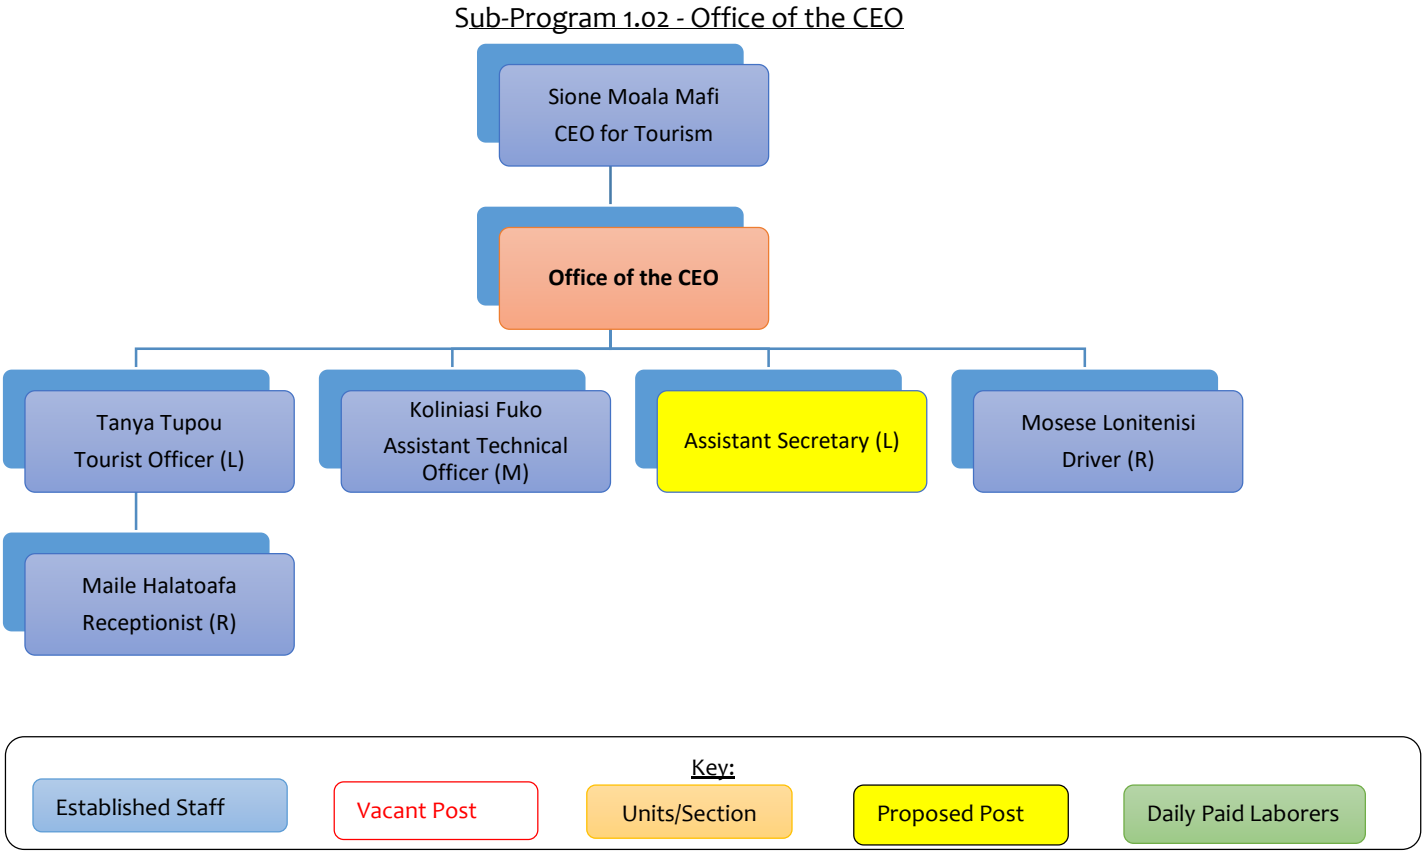 Sub-Program 1.02 - Office of the CEO
Sione Moala Mafi
CEO for Tourism
Office of the CEO
Tanya Tupou
Tourist Officer (L)
Koliniasi Fuko
Assistant Technical
Officer (M)
Assistant Secretary (L)
Mosese Lonitenisi
Driver (R)
Maile Halatoafa
Receptionist (R)
Key:
Established Staff
Vacant Post
Units/Section
Proposed Post
Daily Paid Laborers